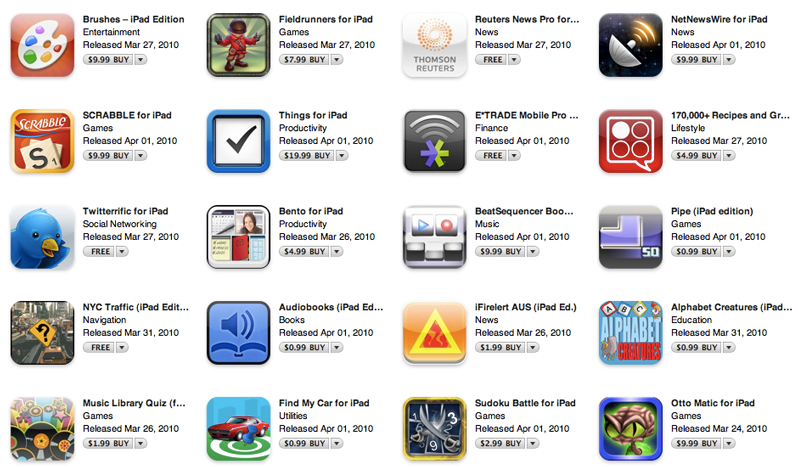 Brushes – iPad Edition
Entertainment
Released Mar 27, 2010
$9.99 BUY
Fieldrunners for iPad
Games
Released Mar 27, 2010
$7.99 BUY
THOMSON
REUTERS
Reuters News Pro for...
News
Released Mar 27, 2010
FREE
NetNewsWire for iPad
News
Released Apr 01, 2010
$9.99 BUY
SCRABBLE
S
SCRABBLE for iPad
Games
Released Apr 01, 2010
$9.99 BUY
Things for iPad
Productivity
Released Apr 01, 2010
$19.99 BUY
E*TRADE Mobile Pro ...
Finance
Released Apr 01, 2010
FREE
170,000+ Recipes and Gr...
Lifestyle
Released Mar 27, 2010
$4.99 BUY
Twitterrific for iPad
Social Networking
Released Mar 27, 2010
FREE
Bento for iPad
Productivity
Released Mar 26, 2010
$4.99 BUY
BeatSequencer Boo...
Music
Released Apr 01, 2010
$9.99 BUY
50
Pipe (iPad edition)
Games
Released Apr 01, 2010
$0.99 BUY
?
NYC Traffic (iPad Edit...
Navigation
Released Mar 31, 2010
FREE
Audiobooks (iPad Ed...
Books
Released Apr 01, 2010
$0.99 BUY
iFirelert AUS (iPad Ed.)
News
Released Mar 26, 2010
$1.99 BUY
A B C
ALPHABET
CREATURES
Alphabet Creatures (iPad...
Education
Released Mar 31, 2010
$0.99 BUY
Music Library Quiz (f...
Games
Released Mar 26, 2010
$1.99 BUY
Find My Car for iPad
Utilities
Released Apr 01, 2010
$0.99 BUY
3
1
9
Sudoku Battle for iPad
Games
Released Apr 01, 2010
$2.99 BUY
Otto Matic for iPad
Games
Released Mar 24, 2010
$9.99 BUY